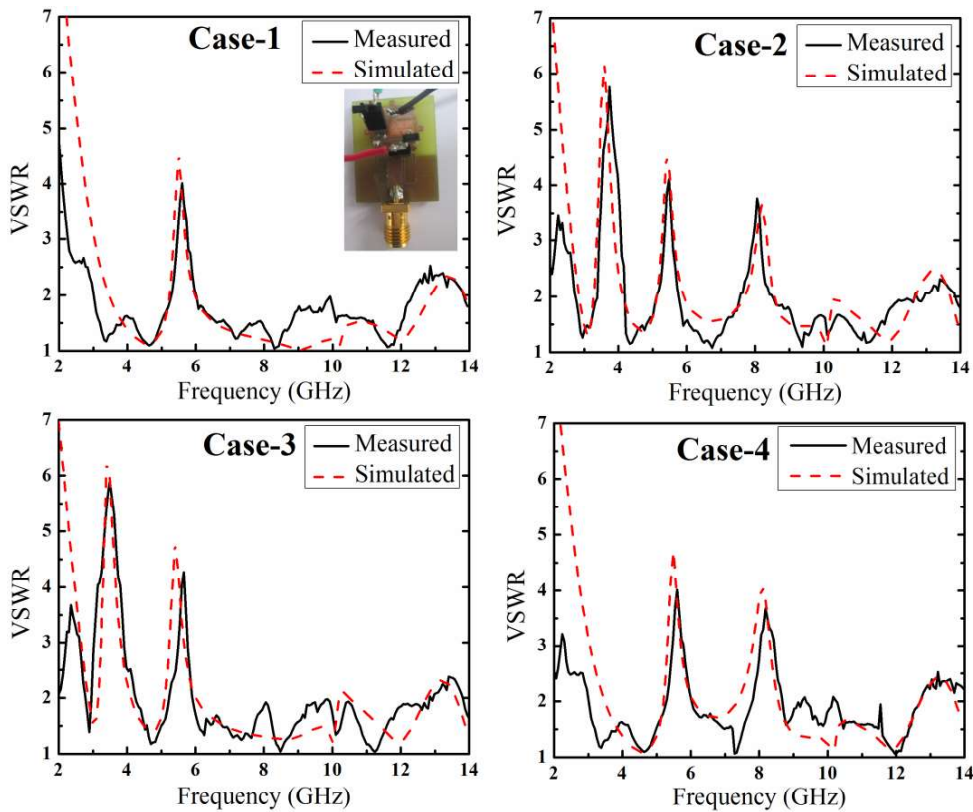 Case-1
Measured
Simulated
7
6
5
4
3
2
1
VSWR
2 4 6 8 10 12 14
Frequency (GHz)
Case-2
Measured
Simulated
7
6
5
4
3
2
1
VSWR
2 4 6 8 10 12 14
Frequency (GHz)
Case-3
Measured
Simulated
7
6
5
4
3
2
1
VSWR
2 4 6 8 10 12 14
Frequency (GHz)
Case-4
Measured
Simulated
7
6
5
4
3
2
1
VSWR
2 4 6 8 10 12 14
Frequency (GHz)